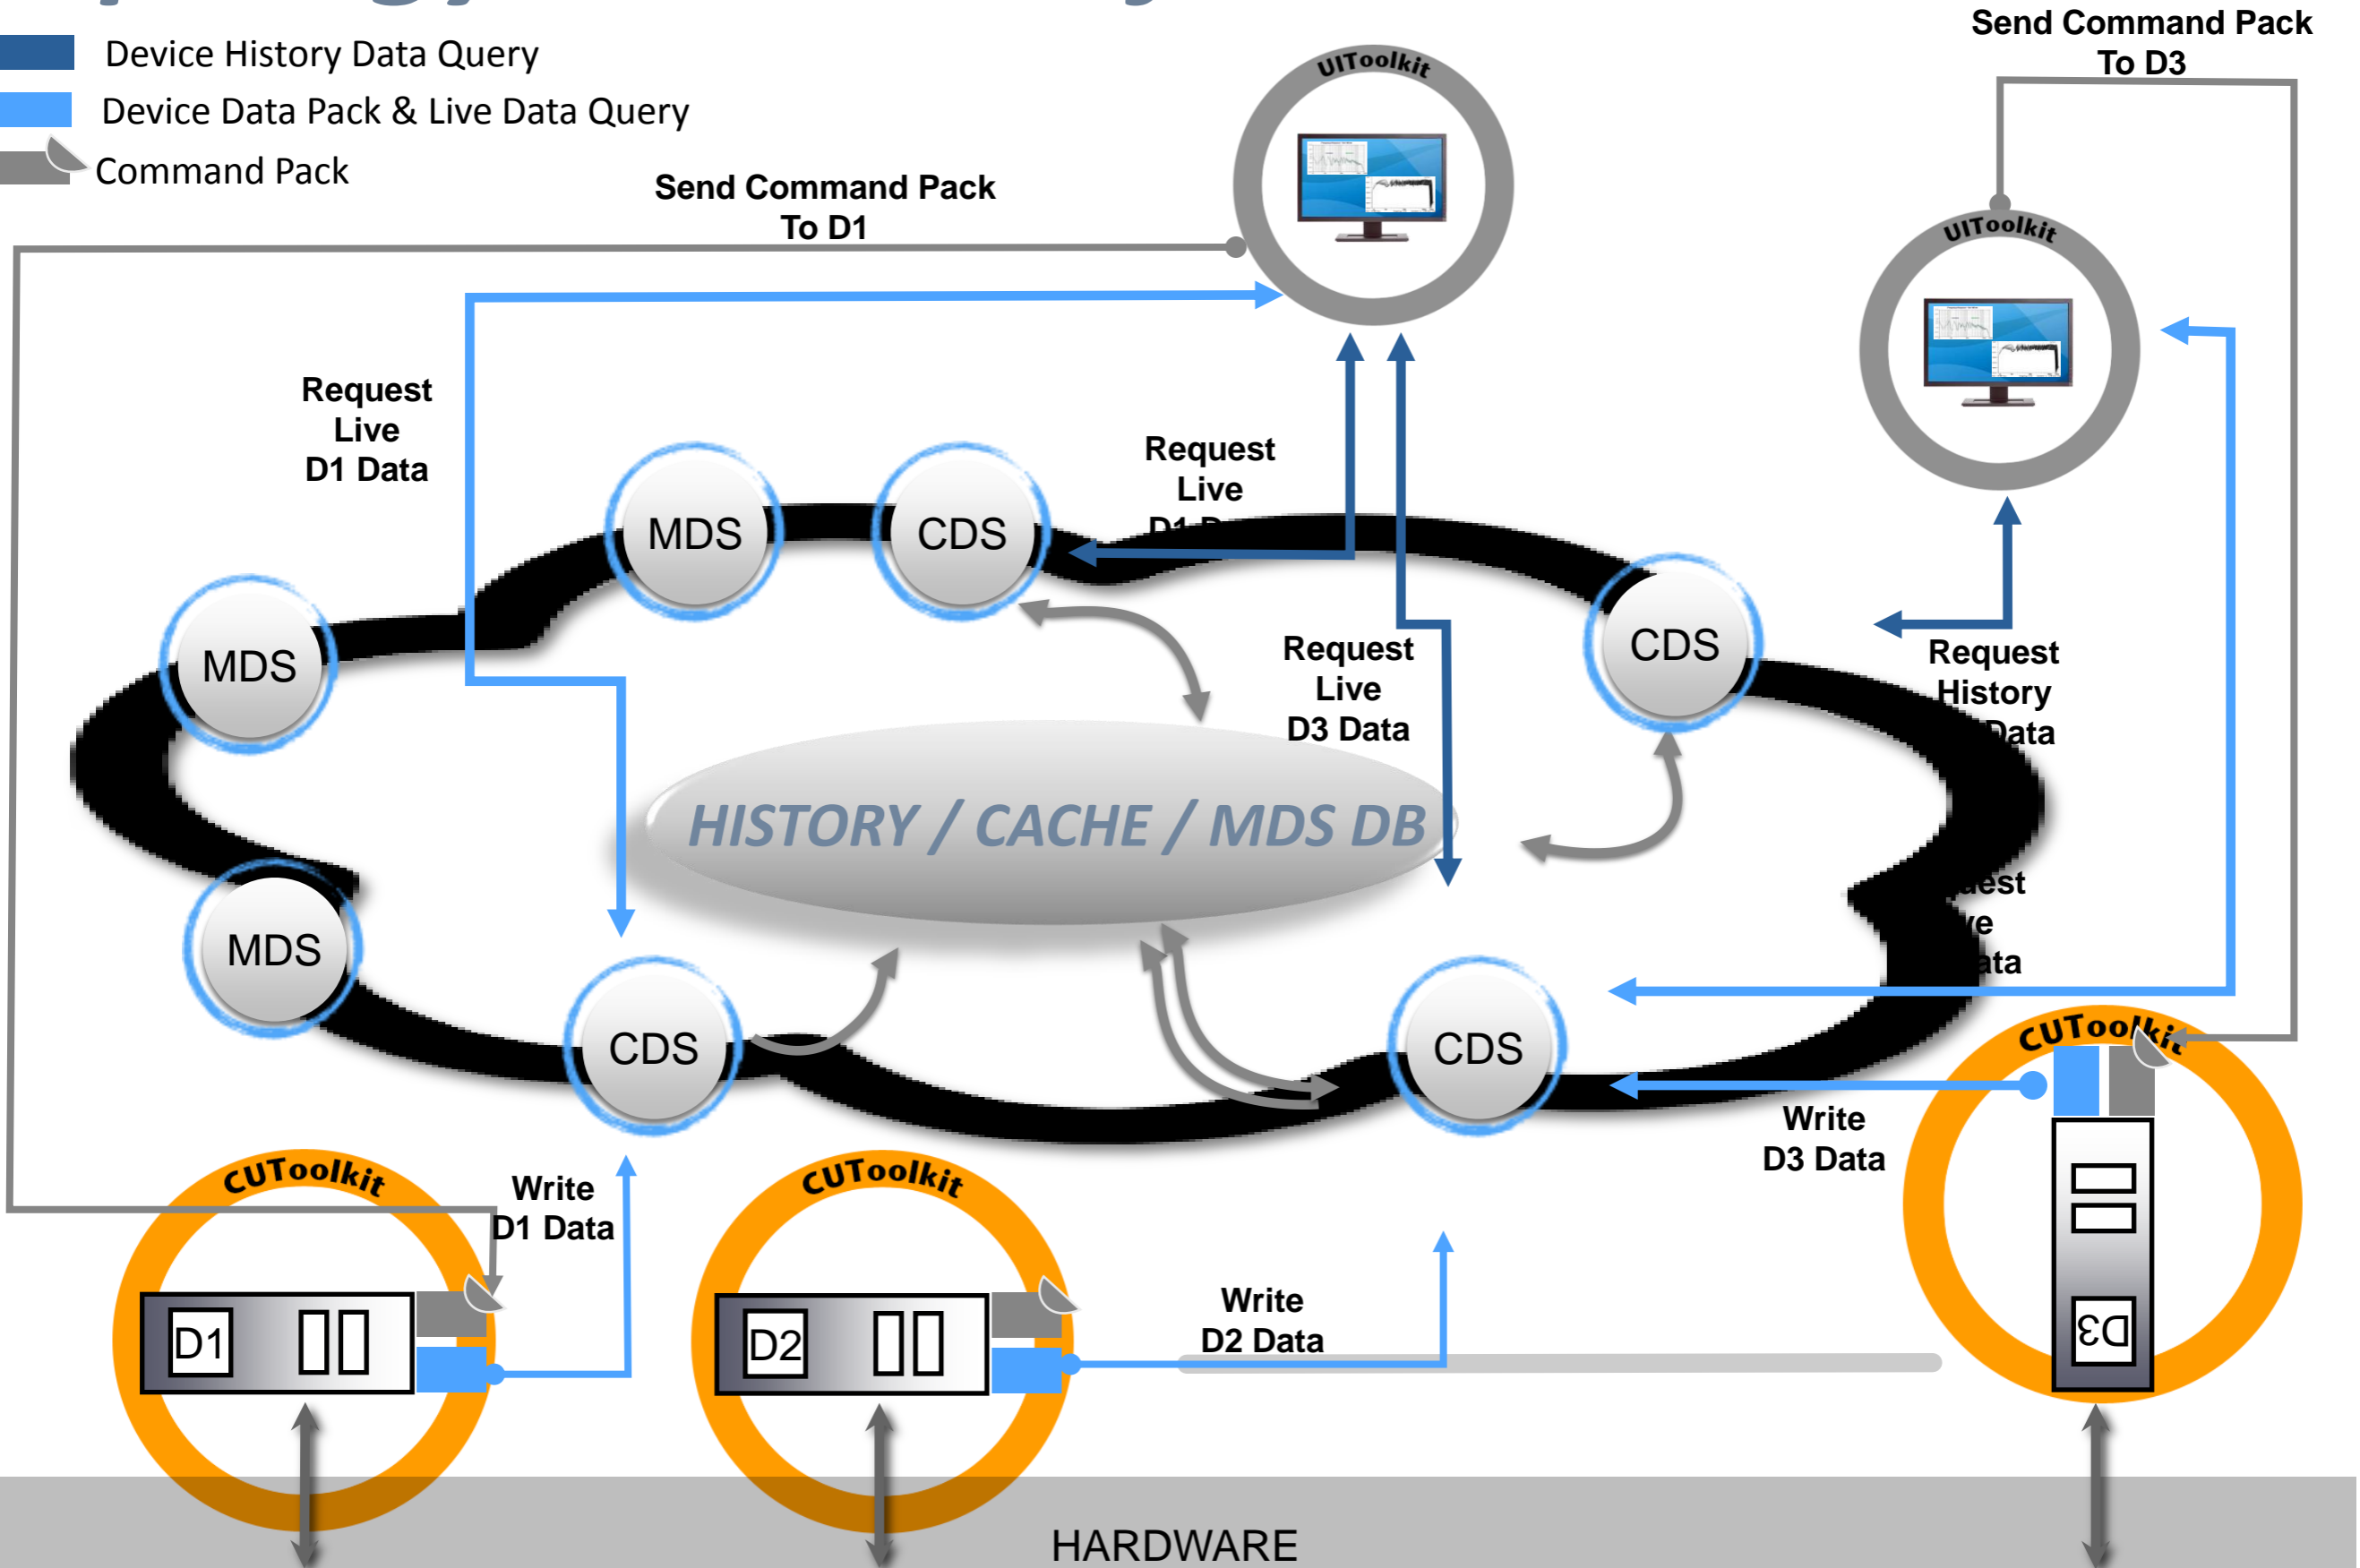 Device History Data Query
Device Data Pack & Live Data Query
Command Pack
Send Command Pack
To D3
UIToolkit
Send Command Pack
To D1
UIToolkit
Request
Live
D1 Data
Request
Live
D1
MDS
CDS
MDS
CDS
Request
Live
D3 Data
Request
History
Data
HISTORY / CACHE / MDS DB
MDS
CDS
CDS
CUToolkit
Write
D3 Data
CUToolkit
Write
D1 Data
CUToolkit
Write
D2 Data
D1
D2
D3
HARDWARE